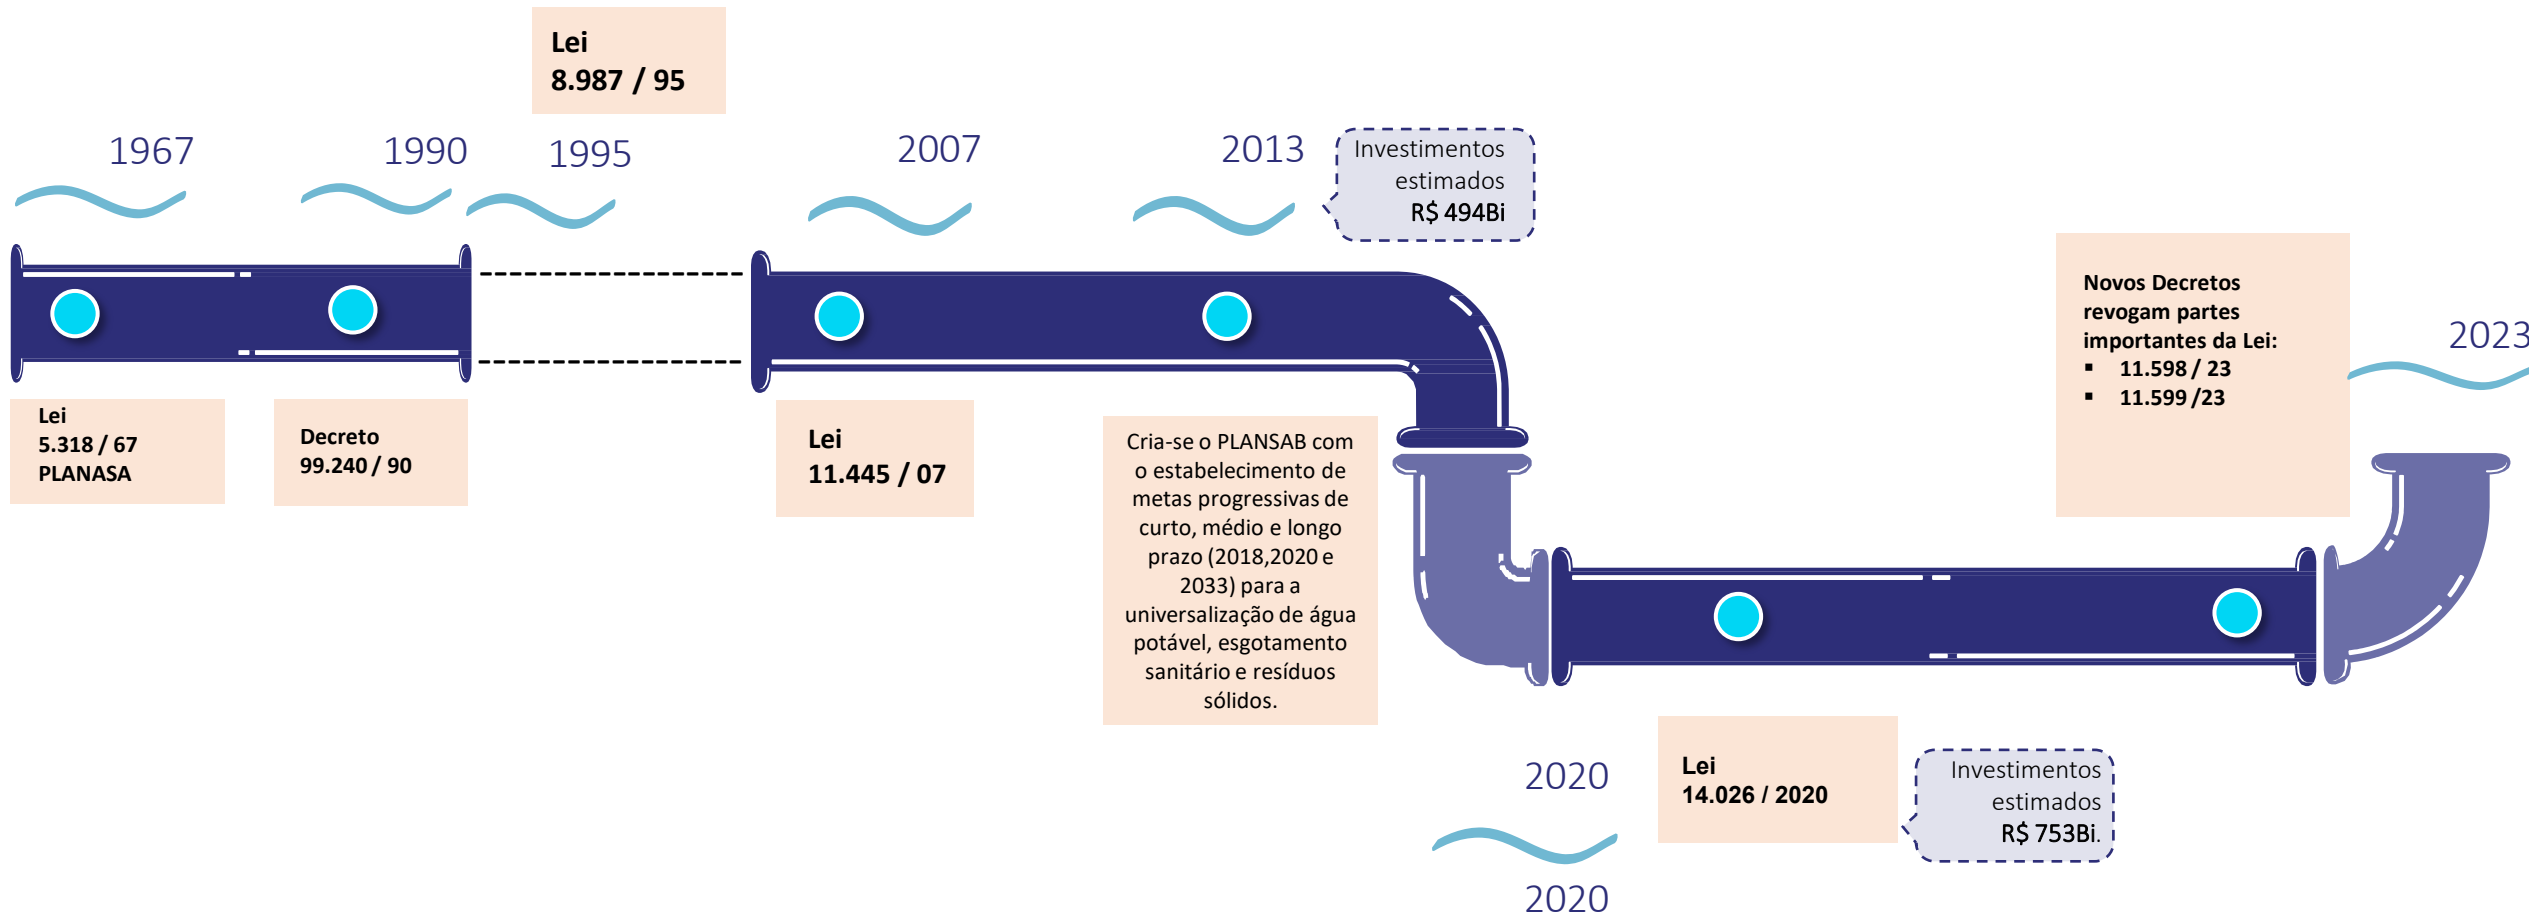 Lei
8.987 / 95
1967
1990
1995
2007
2013
Investimentos
estimados
R$ 494Bi
Lei
5.318 / 67
PLANASA
Decreto
99.240 / 90
Lei
11.445 / 07
Cria-se o PLANSAB com
o estabelecimento de
metas progressivas de
curto, médio e longo
prazo (2018,2020 e
2033) para a
universalização de água
potável, esgotamento
sanitário e resíduos
sólidos.
Novos Decretos
revogam partes
importantes da Lei:
▪ 11.598 / 23
▪ 11.599 /23
2023
2020
Lei
14.026 / 2020
Investimentos
estimados
R$ 753Bi.
2020